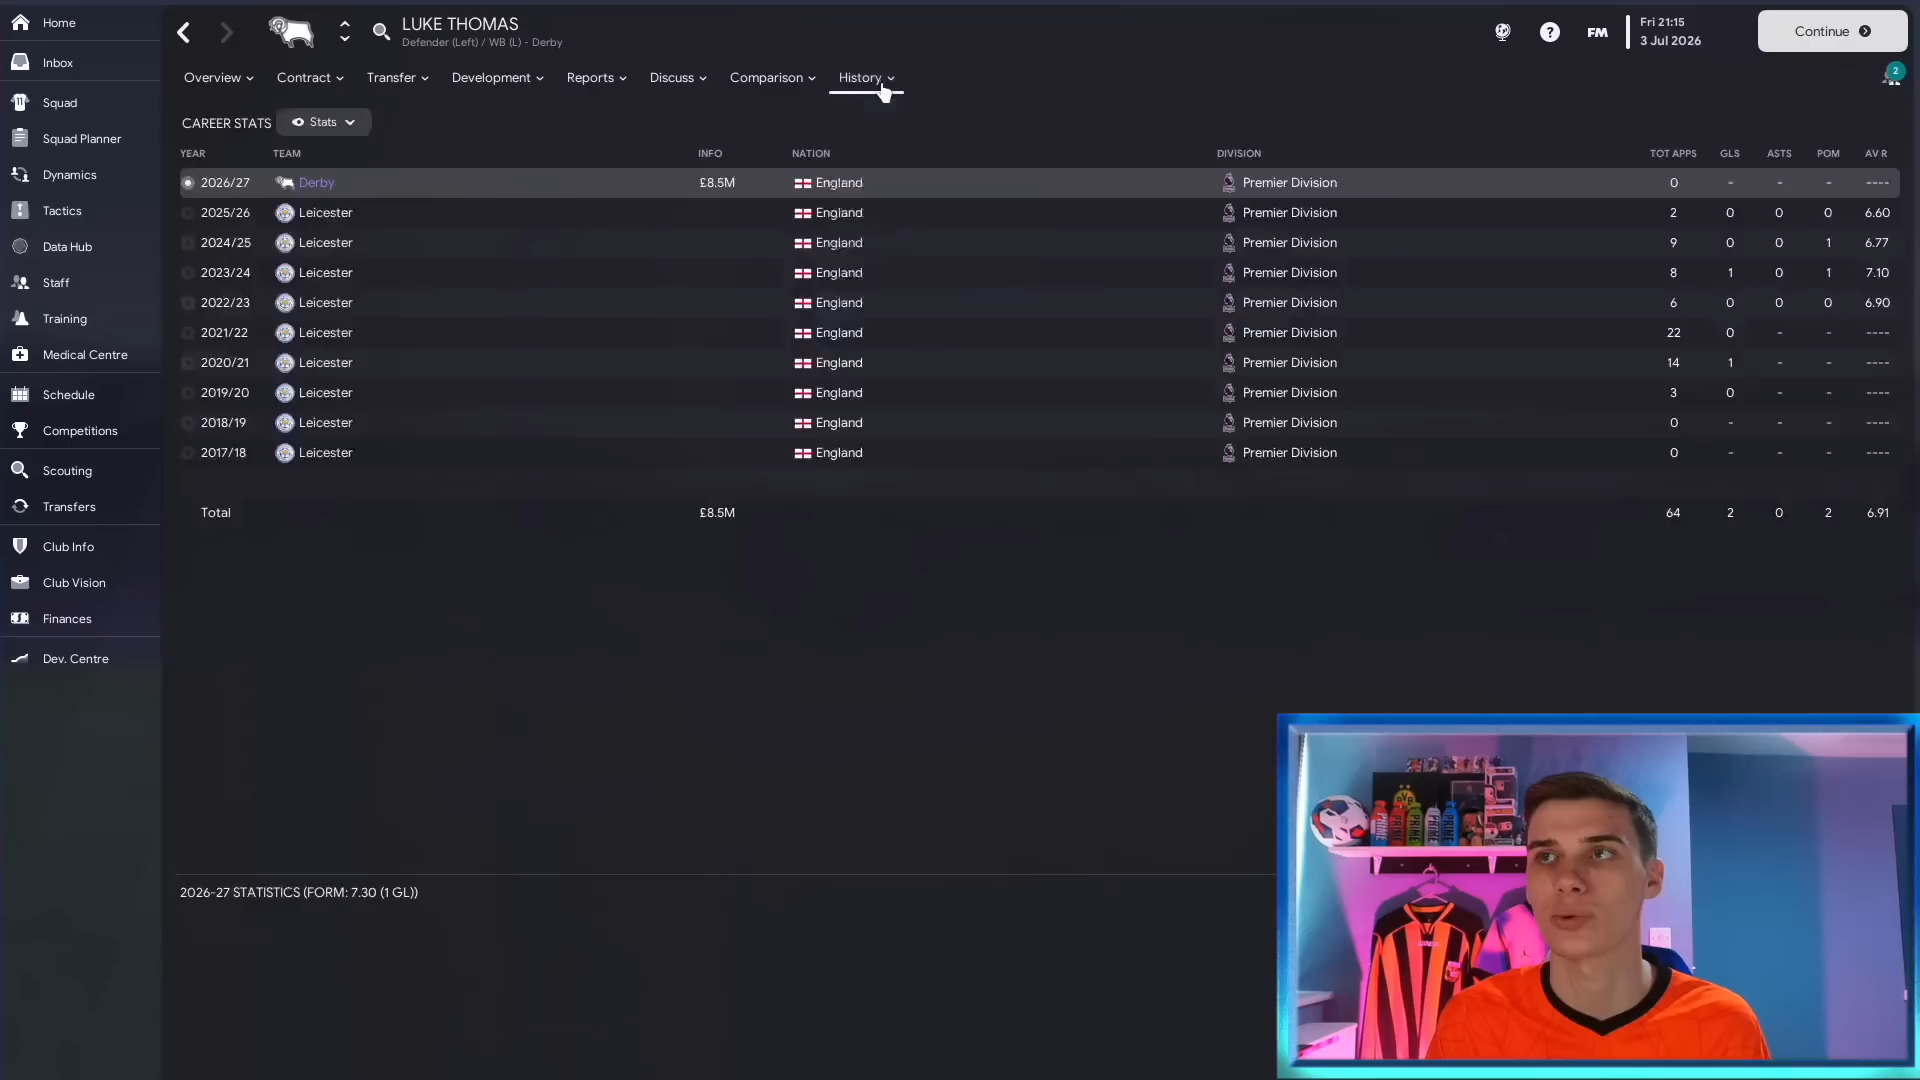 LUKE THOMAS
Defender (Left) / WB (L) - Derby
FM
Fri 21:15
3 Jul 2026
Continue
2
Home
Inbox
Squad
Squad Planner
Dynamics
Tactics
Data Hub
Staff
Training
Medical Centre
Schedule
Competitions
Scouting
Transfers
Club Info
Club Vision
Finances
Dev. Centre
Overview Contract Transfer Development Reports Discuss Comparison History
CAREER STATS Stats
YEAR TEAM INFO NATION DIVISION TOT APPS GLS ASTS POM AV R
2026/27 Derby £8.5M England Premier Division 0 - - - ----
2025/26 Leicester England Premier Division 2 0 0 0 6.60
2024/25 Leicester England Premier Division 9 0 0 1 6.77
2023/24 Leicester England Premier Division 8 1 0 1 7.10
2022/23 Leicester England Premier Division 6 0 0 0 6.90
2021/22 Leicester England Premier Division 22 0 - - ----
2020/21 Leicester England Premier Division 14 1 - - ----
2019/20 Leicester England Premier Division 3 0 - - ----
2018/19 Leicester England Premier Division 0 - - - ----
2017/18 Leicester England Premier Division 0 - - - ----
Total £8.5M 64 2 0 2 6.91
2026-27 STATISTICS (FORM: 7.30 (1 GL))
BVB
PRIME PRIME PRIME PRIME PRIME